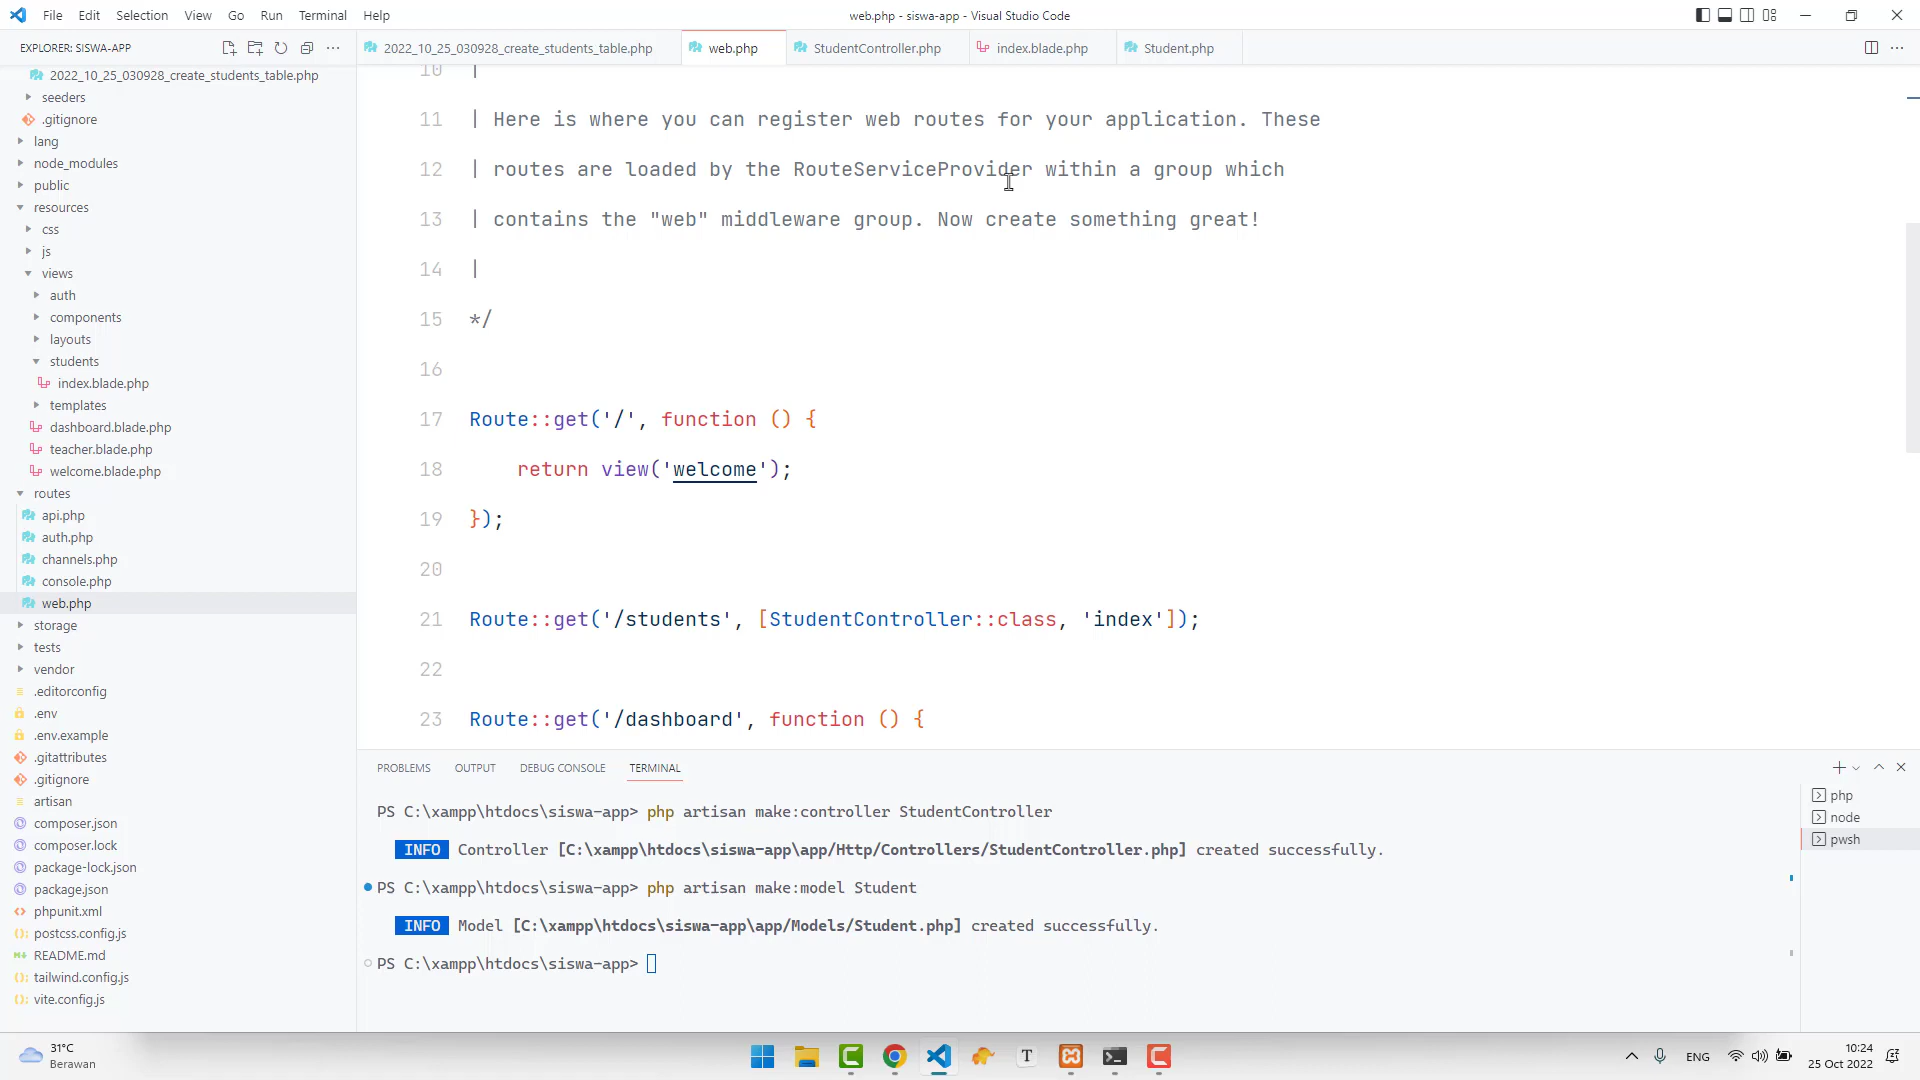 File Edit Selection View Go Run Terminal Help
web.php - siswa-app - Visual Studio Code
EXPLORER: SISWA-APP
2022_10_25_030928_create_students_table.php
seeders
.gitignore
lang
node_modules
public
resources
css
js
views
auth
components
layouts
students
index.blade.php
templates
dashboard.blade.php
teacher.blade.php
welcome.blade.php
routes
api.php
auth.php
channels.php
console.php
web.php
storage
tests
vendor
.editorconfig
.env
.env.example
.gitattributes
.gitignore
artisan
composer.json
composer.lock
package-lock.json
package.json
phpunit.xml
postcss.config.js
README.md
tailwind.config.js
vite.config.js
2022_10_25_030928_create_students_table.php web.php StudentController.php index.blade.php Student.php
10 |
11 | Here is where you can register web routes for your application. These
12 | routes are loaded by the RouteServiceProvider within a group which
13 | contains the "web" middleware group. Now create something great!
14 |
15 */
16
17 Route::get('/', function () {
18     return view('welcome');
19 });
20
21 Route::get('/students', [StudentController::class, 'index']);
22
23 Route::get('/dashboard', function () {
PROBLEMS OUTPUT DEBUG CONSOLE TERMINAL
PS C:\xampp\htdocs\siswa-app> php artisan make:controller StudentController
INFO Controller [C:\xampp\htdocs\siswa-app\app/Http/Controllers/StudentController.php] created successfully.
PS C:\xampp\htdocs\siswa-app> php artisan make:model Student
INFO Model [C:\xampp\htdocs\siswa-app\app/Models/Student.php] created successfully.
PS C:\xampp\htdocs\siswa-app>
php
node
pwsh
31°C
Berawan
T
ENG
10:24
25 Oct 2022